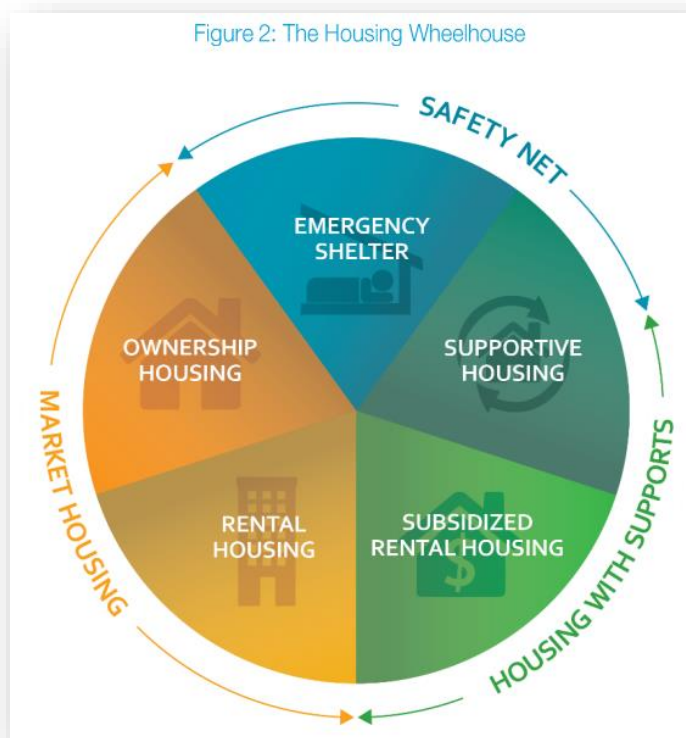 Figure 2: The Housing Wheelhouse
SAFETY NET
EMERGENCY
SHELTER
OWNERSHIP
HOUSING
SUPPORTIVE
HOUSING
MARKET HOUSING
RENTAL
HOUSING
SUBSIDIZED
RENTAL HOUSING
$
HOUSING WITH SUPPORTS